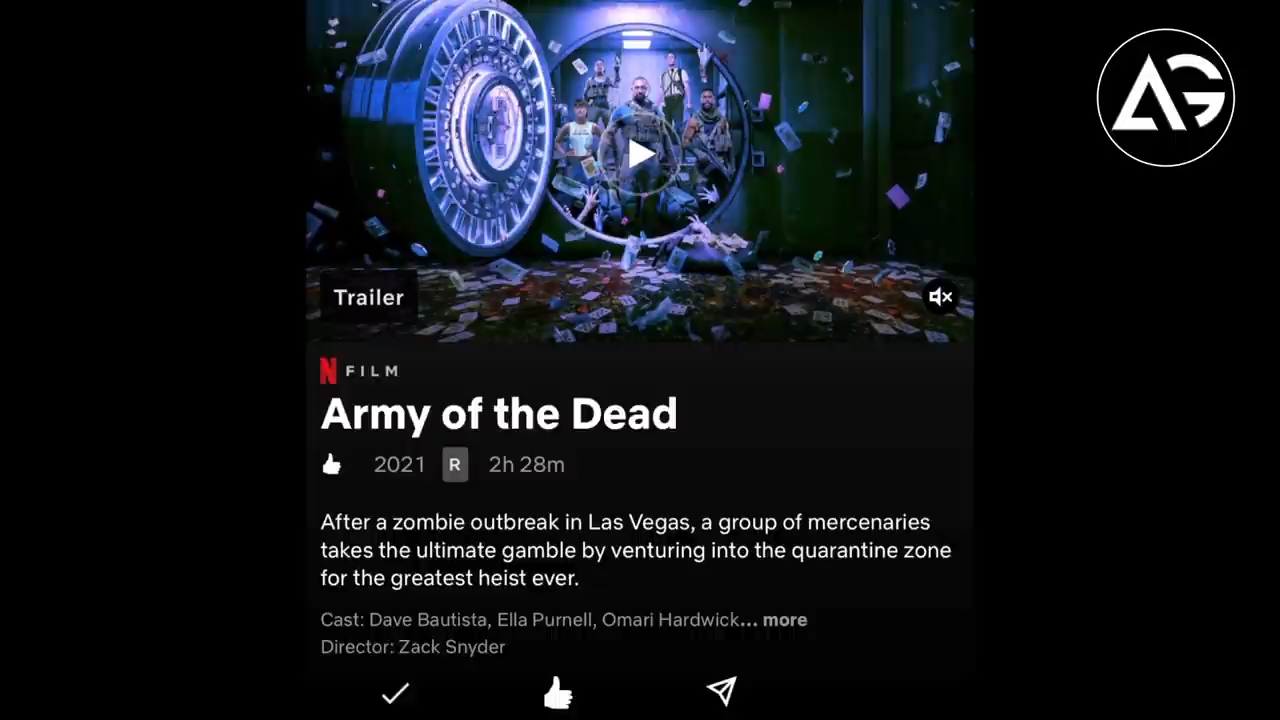 AG
Trailer
N FILM
Army of the Dead
2021 R 2h 28m
After a zombie outbreak in Las Vegas, a group of mercenaries
takes the ultimate gamble by venturing into the quarantine zone
for the greatest heist ever.
Cast: Dave Bautista, Ella Purnell, Omari Hardwick... more
Director: Zack Snyder